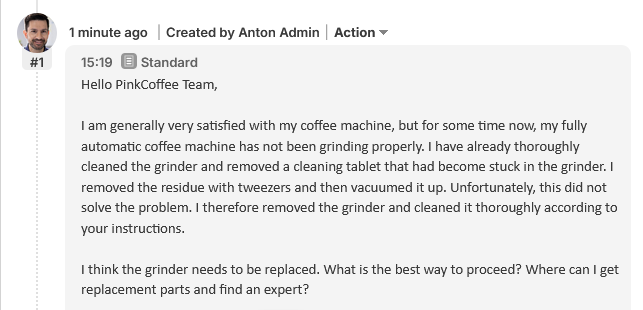 1 minute ago | Created by Anton Admin | Action
#1
15:19 Standard
Hello PinkCoffee Team,
I am generally very satisfied with my coffee machine, but for some time now, my fully
automatic coffee machine has not been grinding properly. I have already thoroughly
cleaned the grinder and removed a cleaning tablet that had become stuck in the grinder. I
removed the residue with tweezers and then vacuumed it up. Unfortunately, this did not
solve the problem. I therefore removed the grinder and cleaned it thoroughly according to
your instructions.
I think the grinder needs to be replaced. What is the best way to proceed? Where can I get
replacement parts and find an expert?